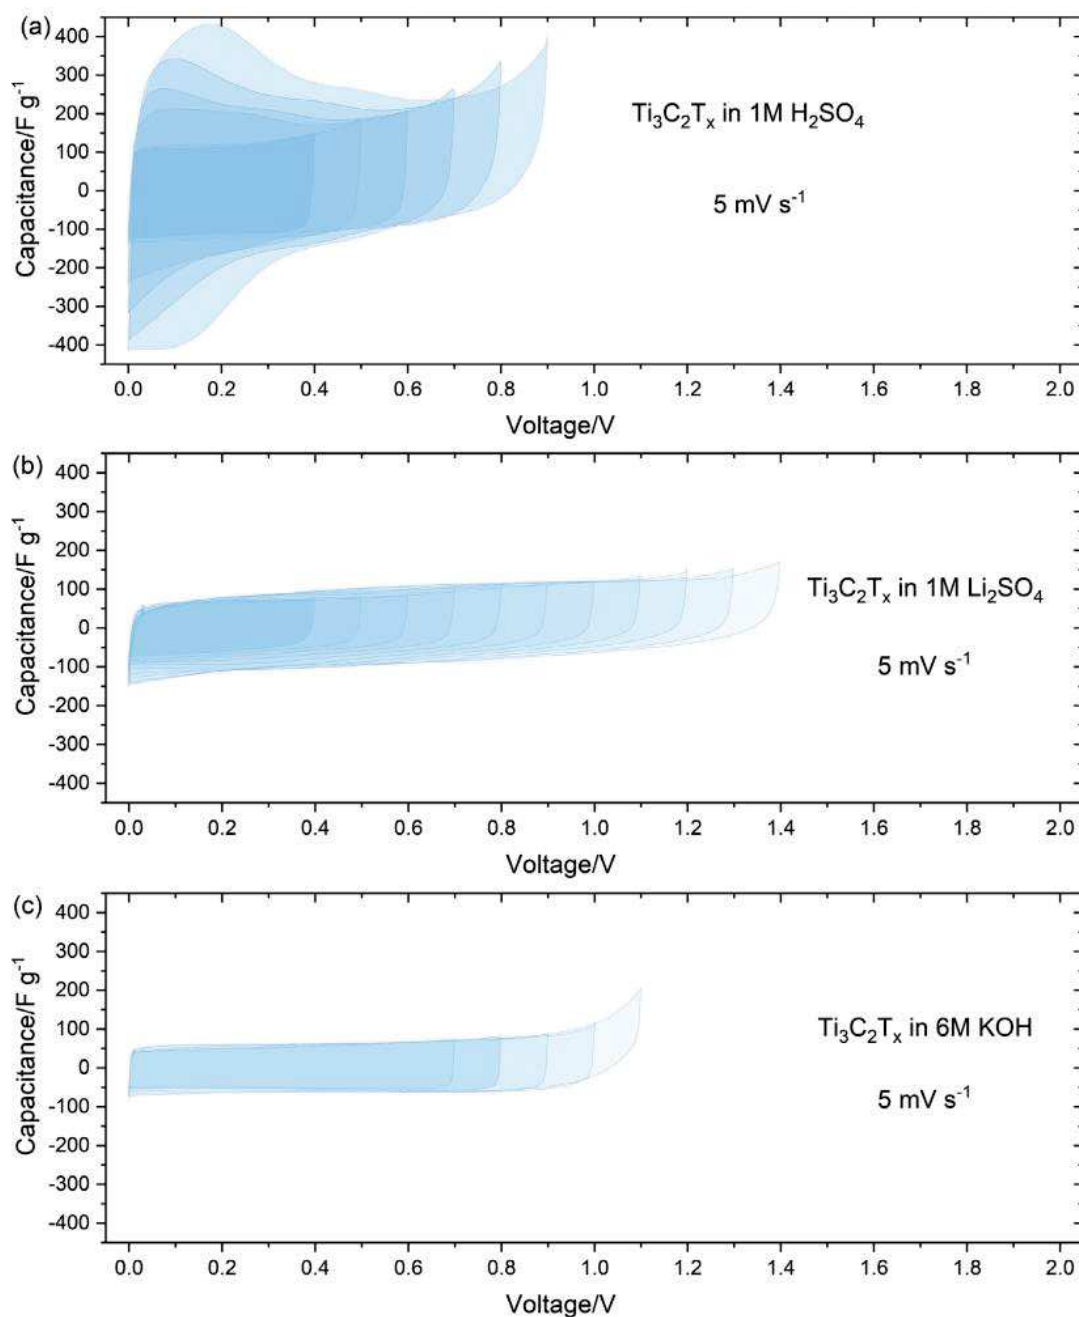 (a)
400
300
200
100
0
-100
-200
-300
-400
Capacitance/F g⁻¹
Ti₃C₂Tₓ in 1M H₂SO₄
5 mV s⁻¹
0.0 0.2 0.4 0.6 0.8 1.0 1.2 1.4 1.6 1.8 2.0
Voltage/V
(b)
400
300
200
100
0
-100
-200
-300
-400
Capacitance/F g⁻¹
Ti₃C₂Tₓ in 1M Li₂SO₄
5 mV s⁻¹
0.0 0.2 0.4 0.6 0.8 1.0 1.2 1.4 1.6 1.8 2.0
Voltage/V
(c)
400
300
200
100
0
-100
-200
-300
-400
Capacitance/F g⁻¹
Ti₃C₂Tₓ in 6M KOH
5 mV s⁻¹
0.0 0.2 0.4 0.6 0.8 1.0 1.2 1.4 1.6 1.8 2.0
Voltage/V